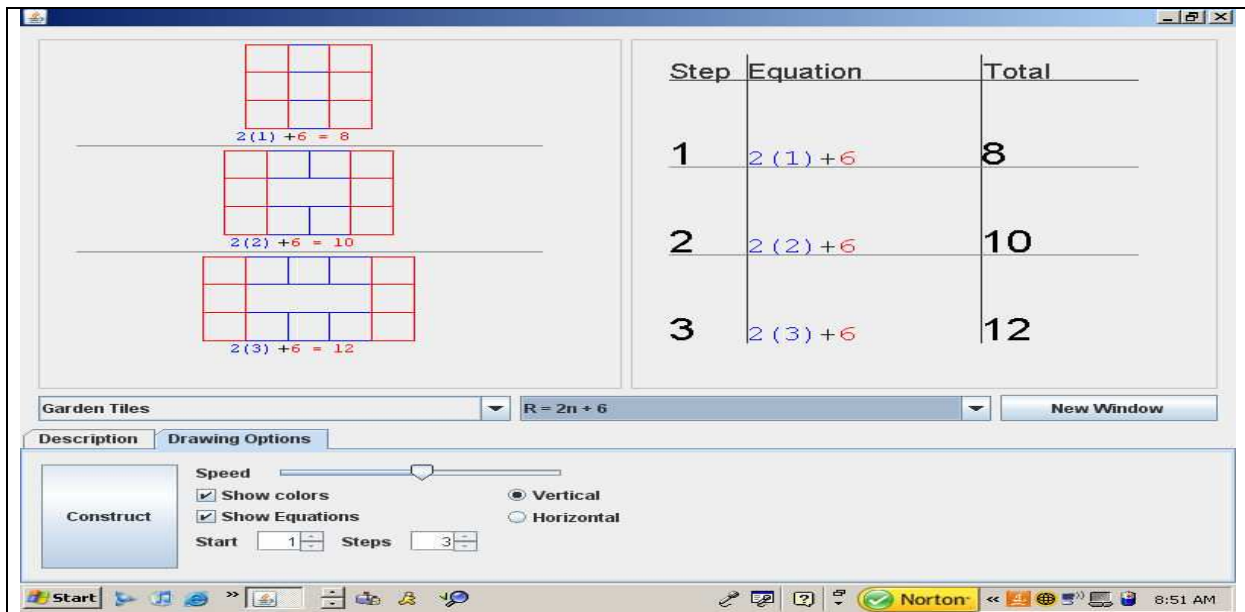 2(1) +6 = 8
2(2) +6 = 10
2(3) +6 = 12
Step Equation Total
1 2(1)+6 8
2 2(2)+6 10
3 2(3)+6 12
Garden Tiles R = 2n + 6 New Window
Description Drawing Options
Construct
Speed
Show colors Vertical
Show Equations Horizontal
Start 1 Steps 3
Start » Norton « 8:51 AM